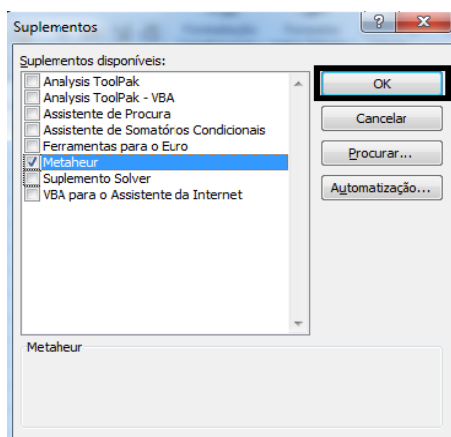 Suplementos
?
X
Suplementos disponíveis:
Analysis ToolPak
Analysis ToolPak - VBA
Assistente de Procura
Assistente de Somatóros Condicionais
Ferramentas para o Euro
Metaheur
Suplemento Solver
VBA para o Assistente da Internet
OK
Cancelar
Procurar...
Automatização...
Metaheur